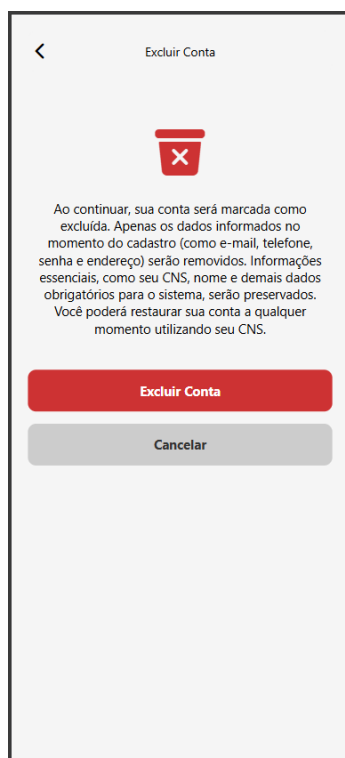 Excluir Conta
Ao continuar, sua conta será marcada como
excluída. Apenas os dados informados no
momento do cadastro (como e-mail, telefone,
senha e endereço) serão removidos. Informações
essenciais, como seu CNS, nome e demais dados
obrigatórios para o sistema, serão preservados.
Você poderá restaurar sua conta a qualquer
momento utilizando seu CNS.
Excluir Conta
Cancelar